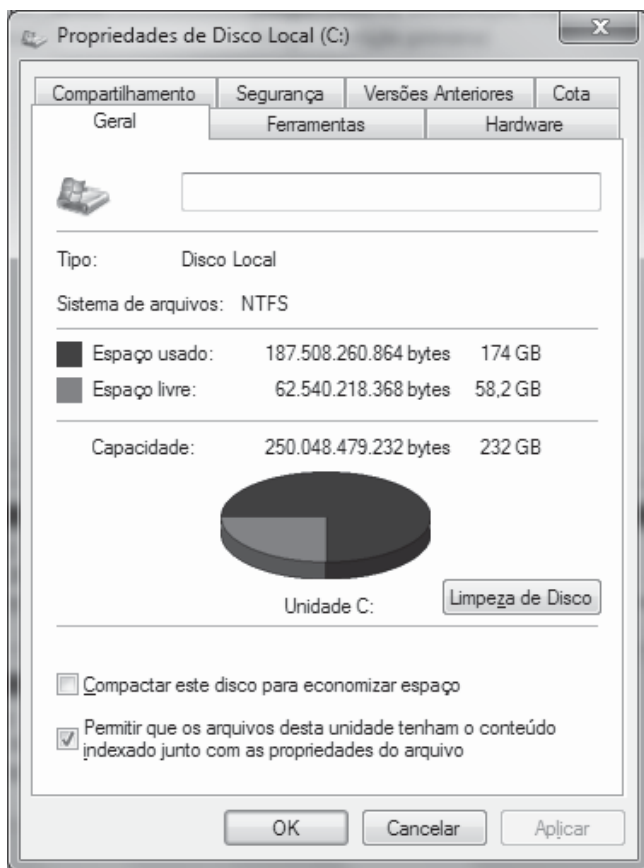 Propriedades de Disco Local (C:)
Compartilhamento Segurança Versões Anteriores Cota
Geral Ferramentas Hardware
Tipo: Disco Local
Sistema de arquivos: NTFS
Espaço usado: 187.508.260.864 bytes 174 GB
Espaço livre: 62.540.218.368 bytes 58,2 GB
Capacidade: 250.048.479.232 bytes 232 GB
Unidade C: Limpeza de Disco
Compactar este disco para economizar espaço
Permitir que os arquivos desta unidade tenham o conteúdo
indexado junto com as propriedades do arquivo
OK Cancelar Aplicar